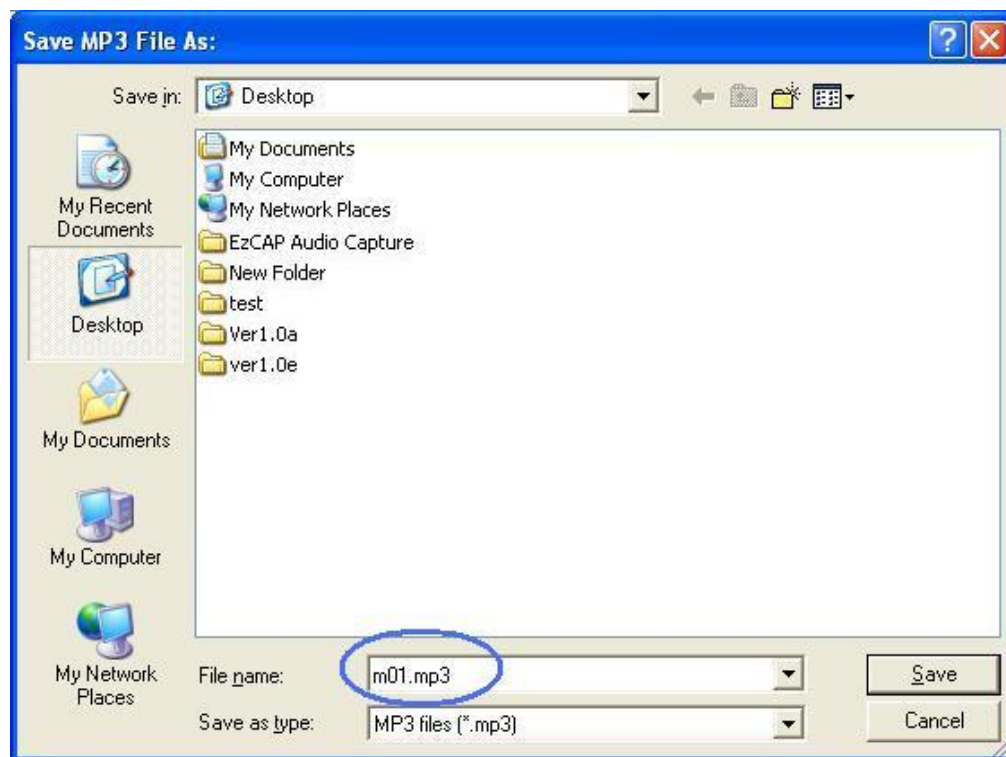 Save MP3 File As:
Save in:
Desktop
My Recent
Documents
Desktop
My Documents
My Computer
My Network
Places
My Documents
My Computer
My Network Places
EzCAP Audio Capture
New Folder
test
Ver1.0a
ver1.0e
File name:
m01.mp3
Save
Save as type:
MP3 files (*.mp3)
Cancel